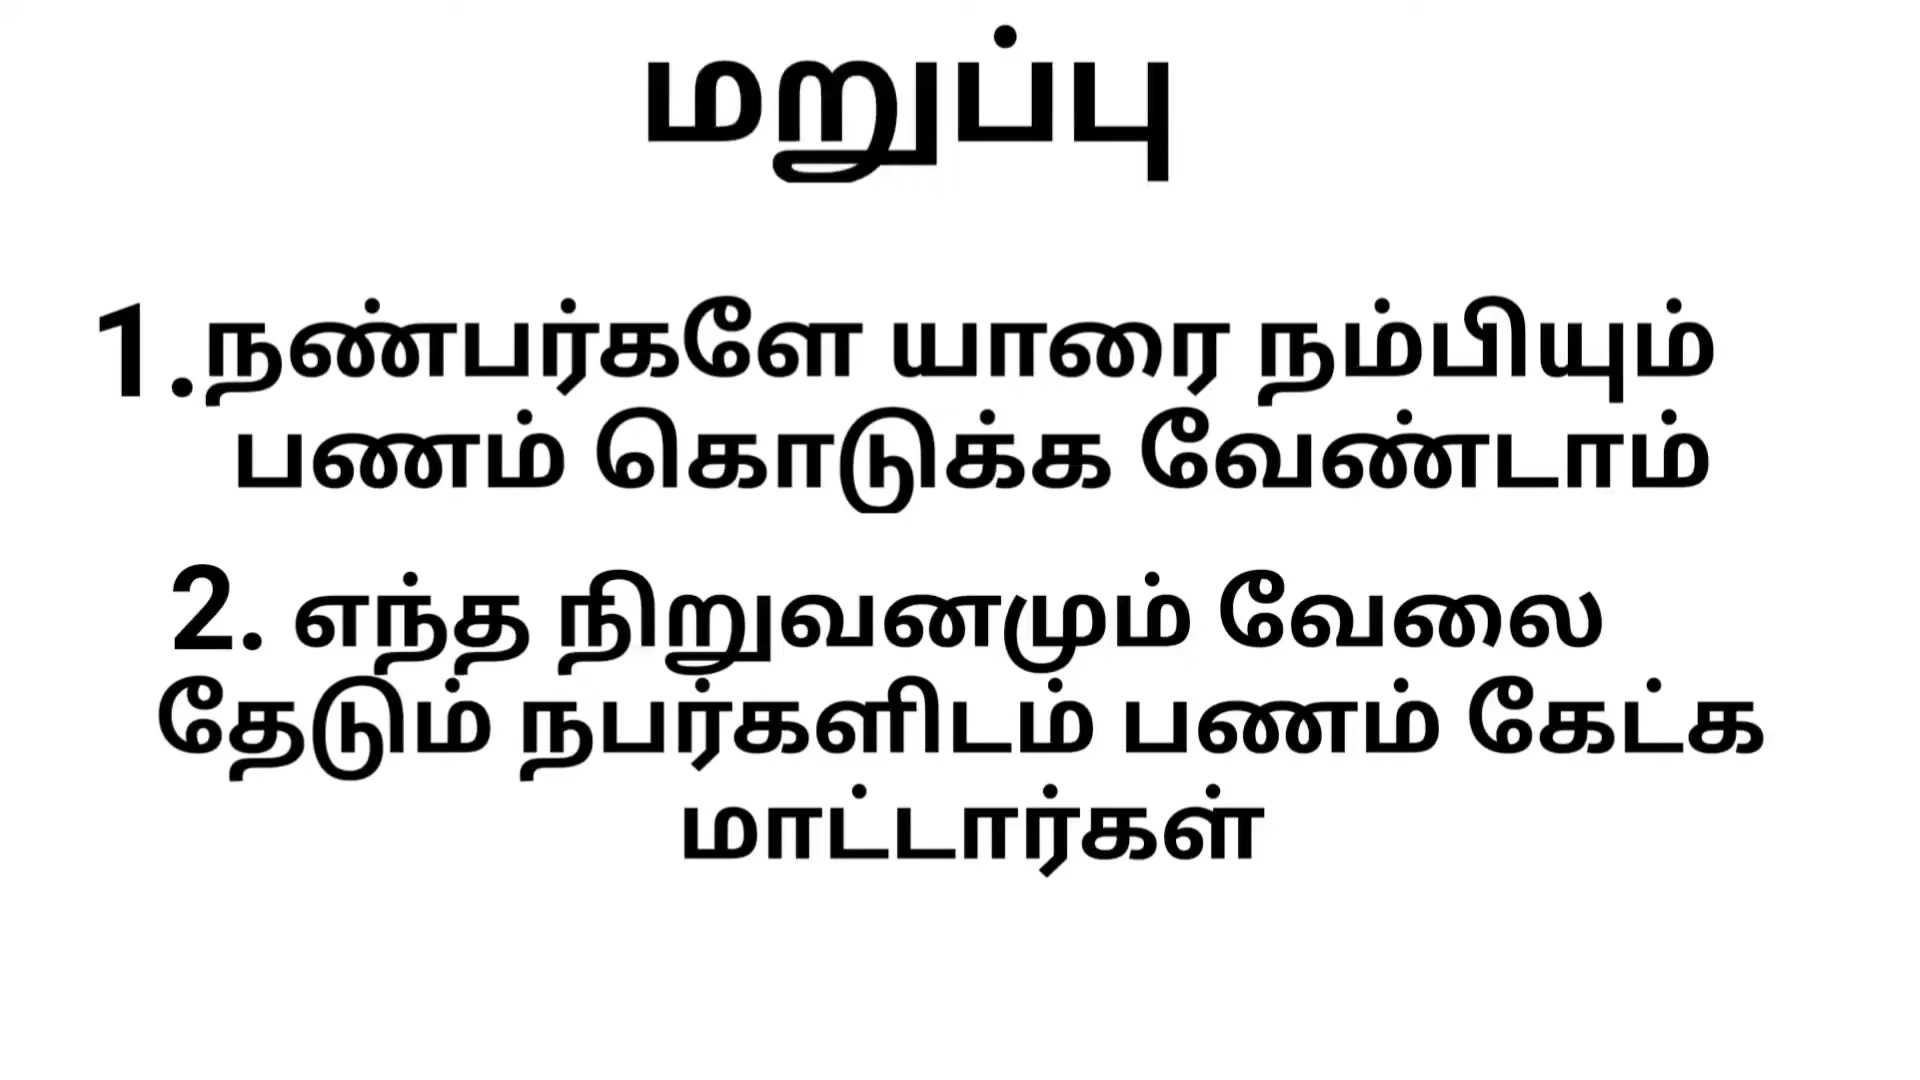 மறுப்பு
1.நண்பர்களே யாரை நம்பியும்
பணம் கொடுக்க வேண்டாம்
2. எந்த நிறுவனமும் வேலை
தேடும் நபர்களிடம் பணம் கேட்க
மாட்டார்கள்